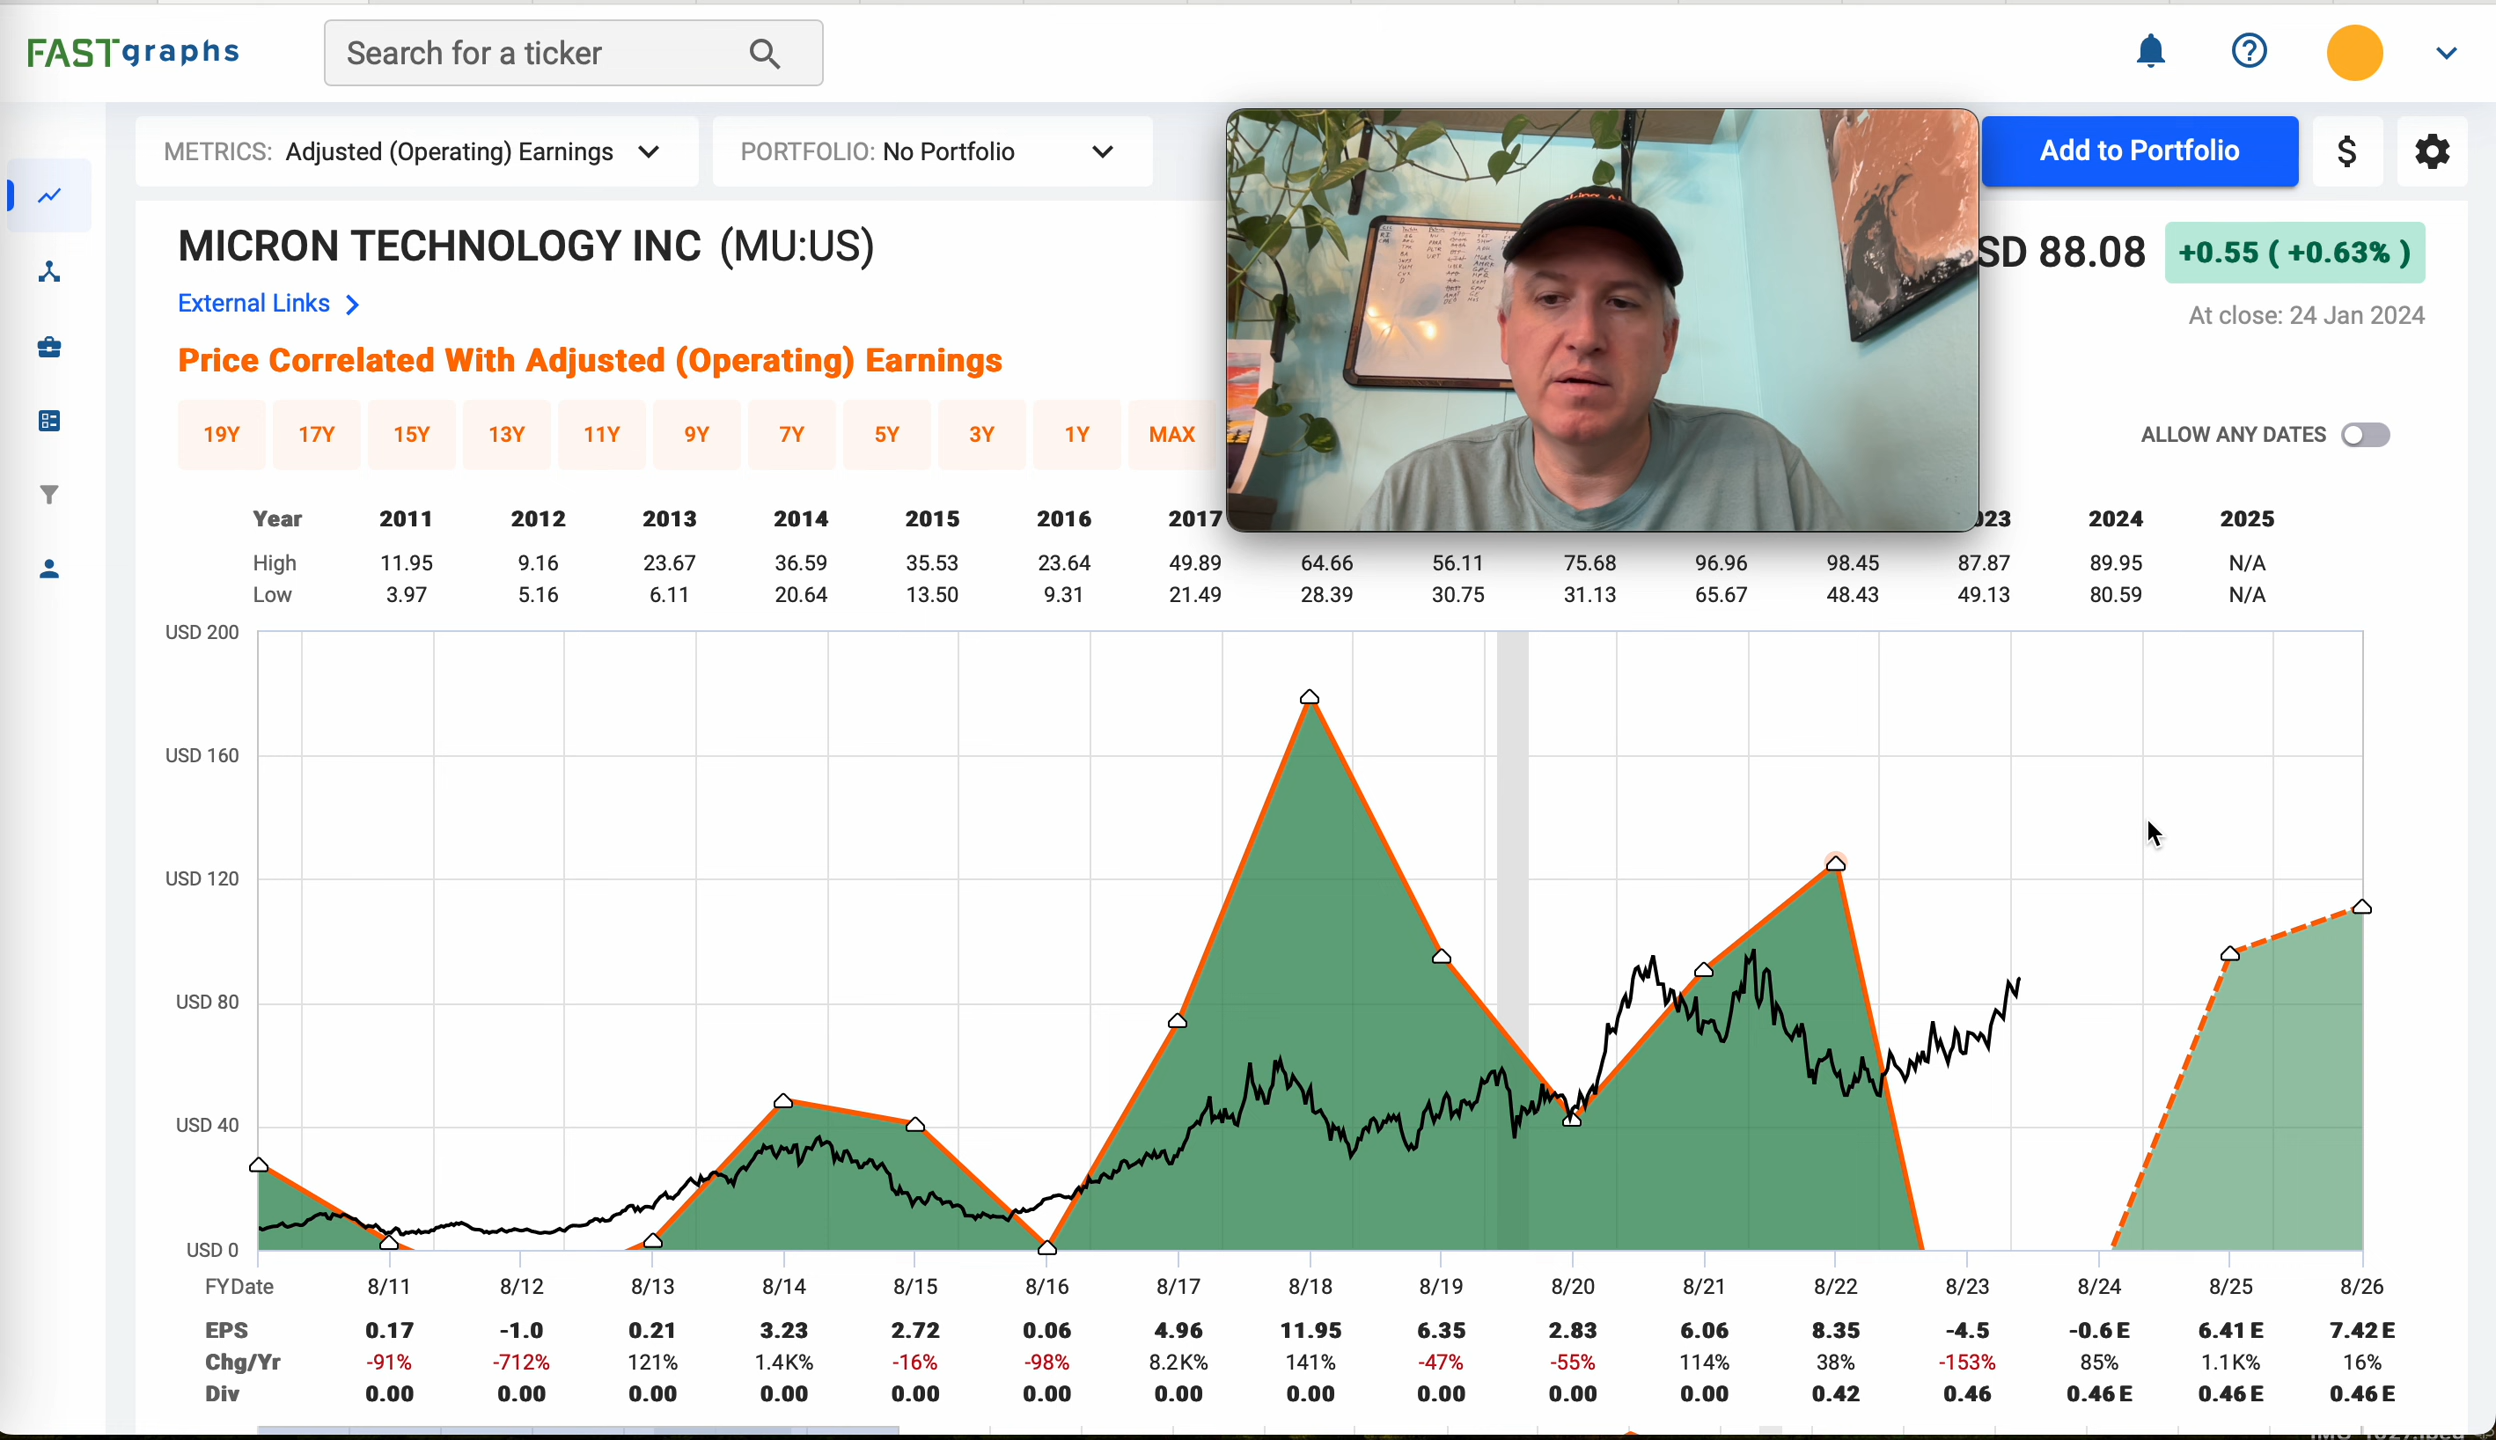 FASTgraphs
Search for a ticker
METRICS: Adjusted (Operating) Earnings
PORTFOLIO: No Portfolio
Add to Portfolio
$
MICRON TECHNOLOGY INC (MU:US)
SD 88.08
+0.55 ( +0.63% )
External Links
At close: 24 Jan 2024
Price Correlated With Adjusted (Operating) Earnings
19Y 17Y 15Y 13Y 11Y 9Y 7Y 5Y 3Y 1Y MAX
ALLOW ANY DATES
Year 2011 2012 2013 2014 2015 2016 2017 023 2024 2025
High 11.95 9.16 23.67 36.59 35.53 23.64 49.89 64.66 56.11 75.68 96.96 98.45 87.87 89.95 N/A
Low 3.97 5.16 6.11 20.64 13.50 9.31 21.49 28.39 30.75 31.13 65.67 48.43 49.13 80.59 N/A
USD 200
USD 160
USD 120
USD 80
USD 40
USD 0
FYDate 8/11 8/12 8/13 8/14 8/15 8/16 8/17 8/18 8/19 8/20 8/21 8/22 8/23 8/24 8/25 8/26
EPS 0.17 -1.0 0.21 3.23 2.72 0.06 4.96 11.95 6.35 2.83 6.06 8.35 -4.5 -0.6 E 6.41 E 7.42 E
Chg/Yr -91% -712% 121% 1.4K% -16% -98% 8.2K% 141% -47% -55% 114% 38% -153% 85% 1.1K% 16%
Div 0.00 0.00 0.00 0.00 0.00 0.00 0.00 0.00 0.00 0.00 0.00 0.42 0.46 0.46 E 0.46 E 0.46 E